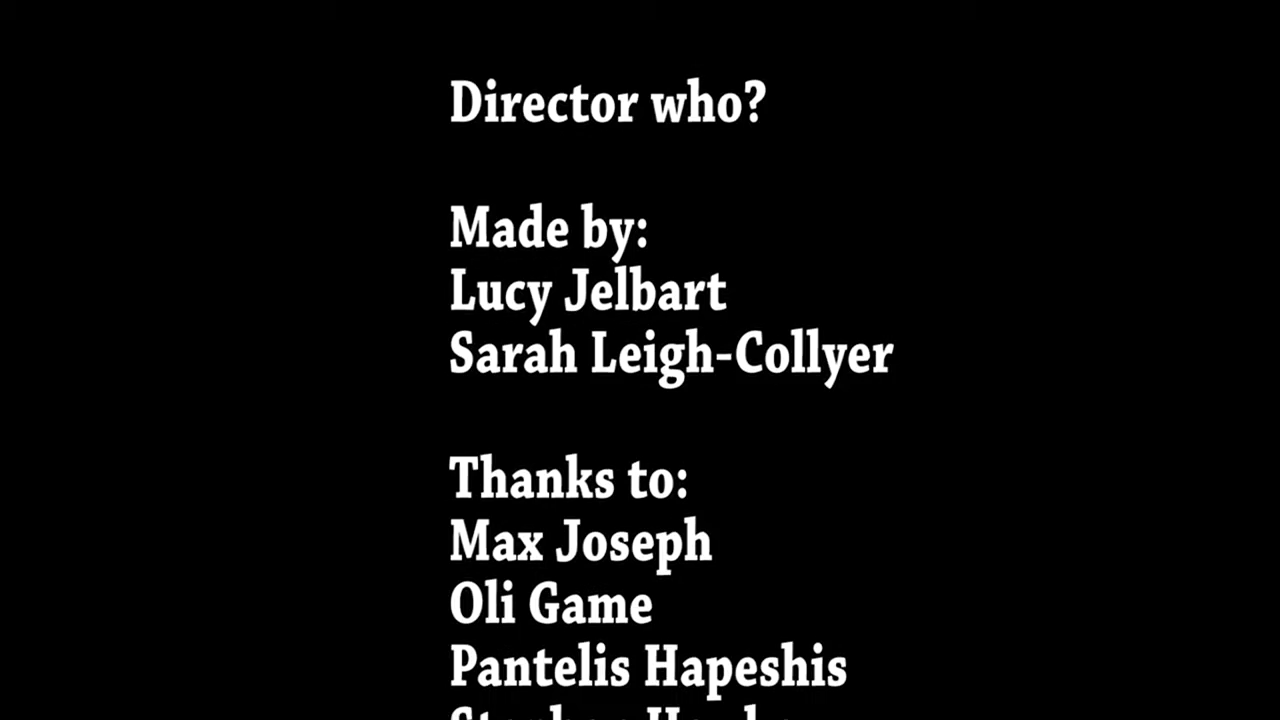 Director who?
Made by:
Lucy Jelbart
Sarah Leigh-Collyer
Thanks to:
Max Joseph
Oli Game
Pantelis Hapeshis